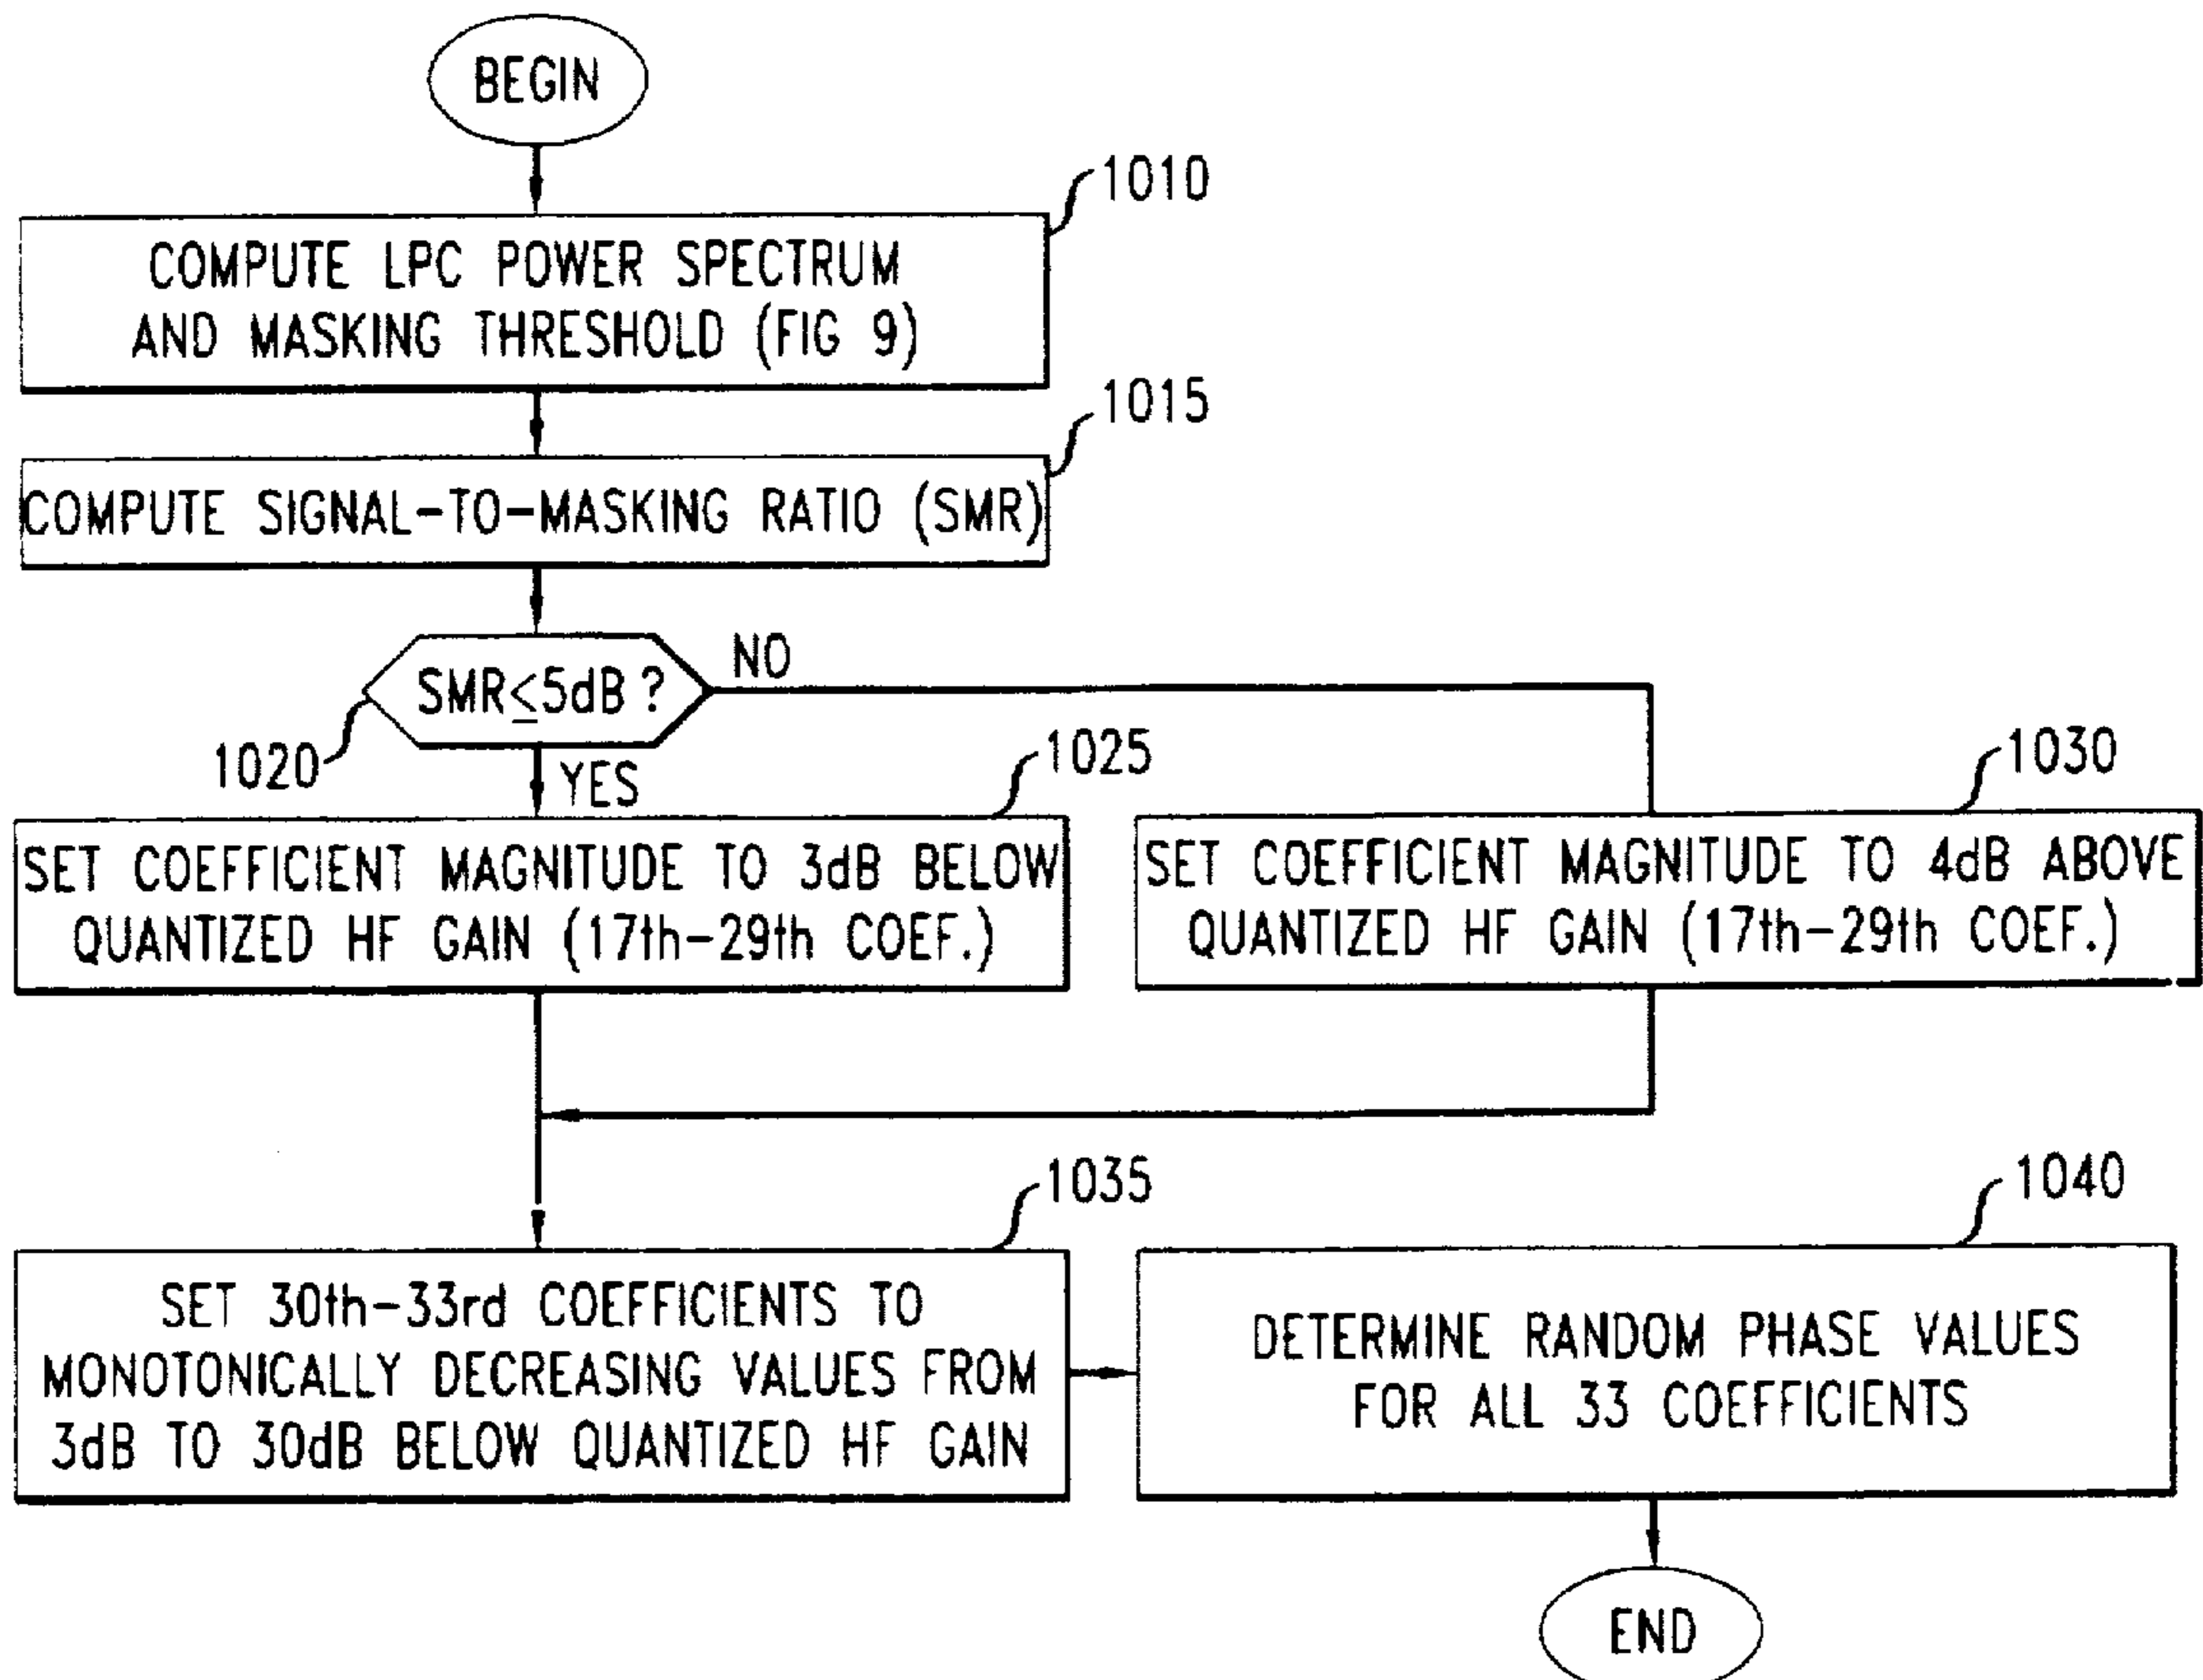 BEGIN
1010
COMPUTE LPC POWER SPECTRUM
AND MASKING THRESHOLD (FIG 9)
1015
COMPUTE SIGNAL-TO-MASKING RATIO (SMR)
SMR≤5dB?
NO
1020
YES
1025
1030
SET COEFFICIENT MAGNITUDE TO 3dB BELOW
QUANTIZED HF GAIN (17th-29th COEF.)
SET COEFFICIENT MAGNITUDE TO 4dB ABOVE
QUANTIZED HF GAIN (17th-29th COEF.)
1035
1040
SET 30th-33rd COEFFICIENTS TO
MONOTONICALLY DECREASING VALUES FROM
3dB TO 30dB BELOW QUANTIZED HF GAIN
DETERMINE RANDOM PHASE VALUES
FOR ALL 33 COEFFICIENTS
END